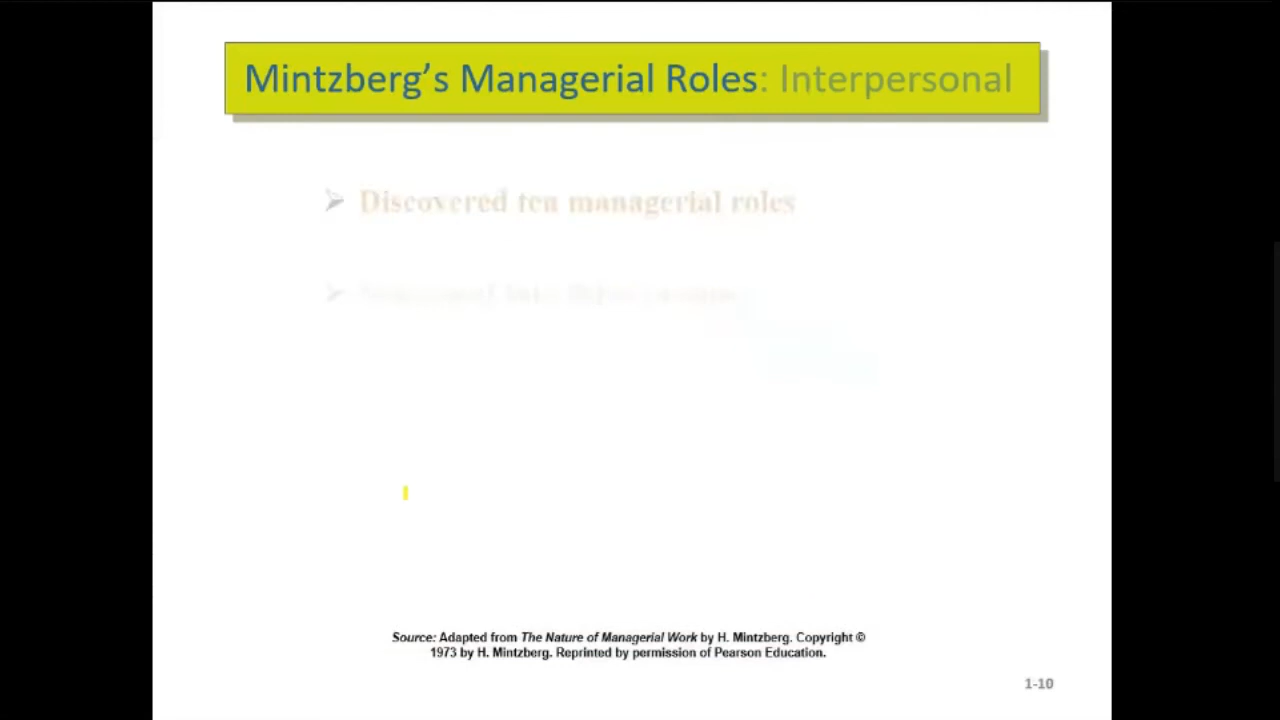 Mintzberg’s Managerial Roles: Interpersonal
Discovered ten managerial roles
Source: Adapted from The Nature of Managerial Work by H. Mintzberg. Copyright ©
1973 by H. Mintzberg. Reprinted by permission of Pearson Education.
1-10